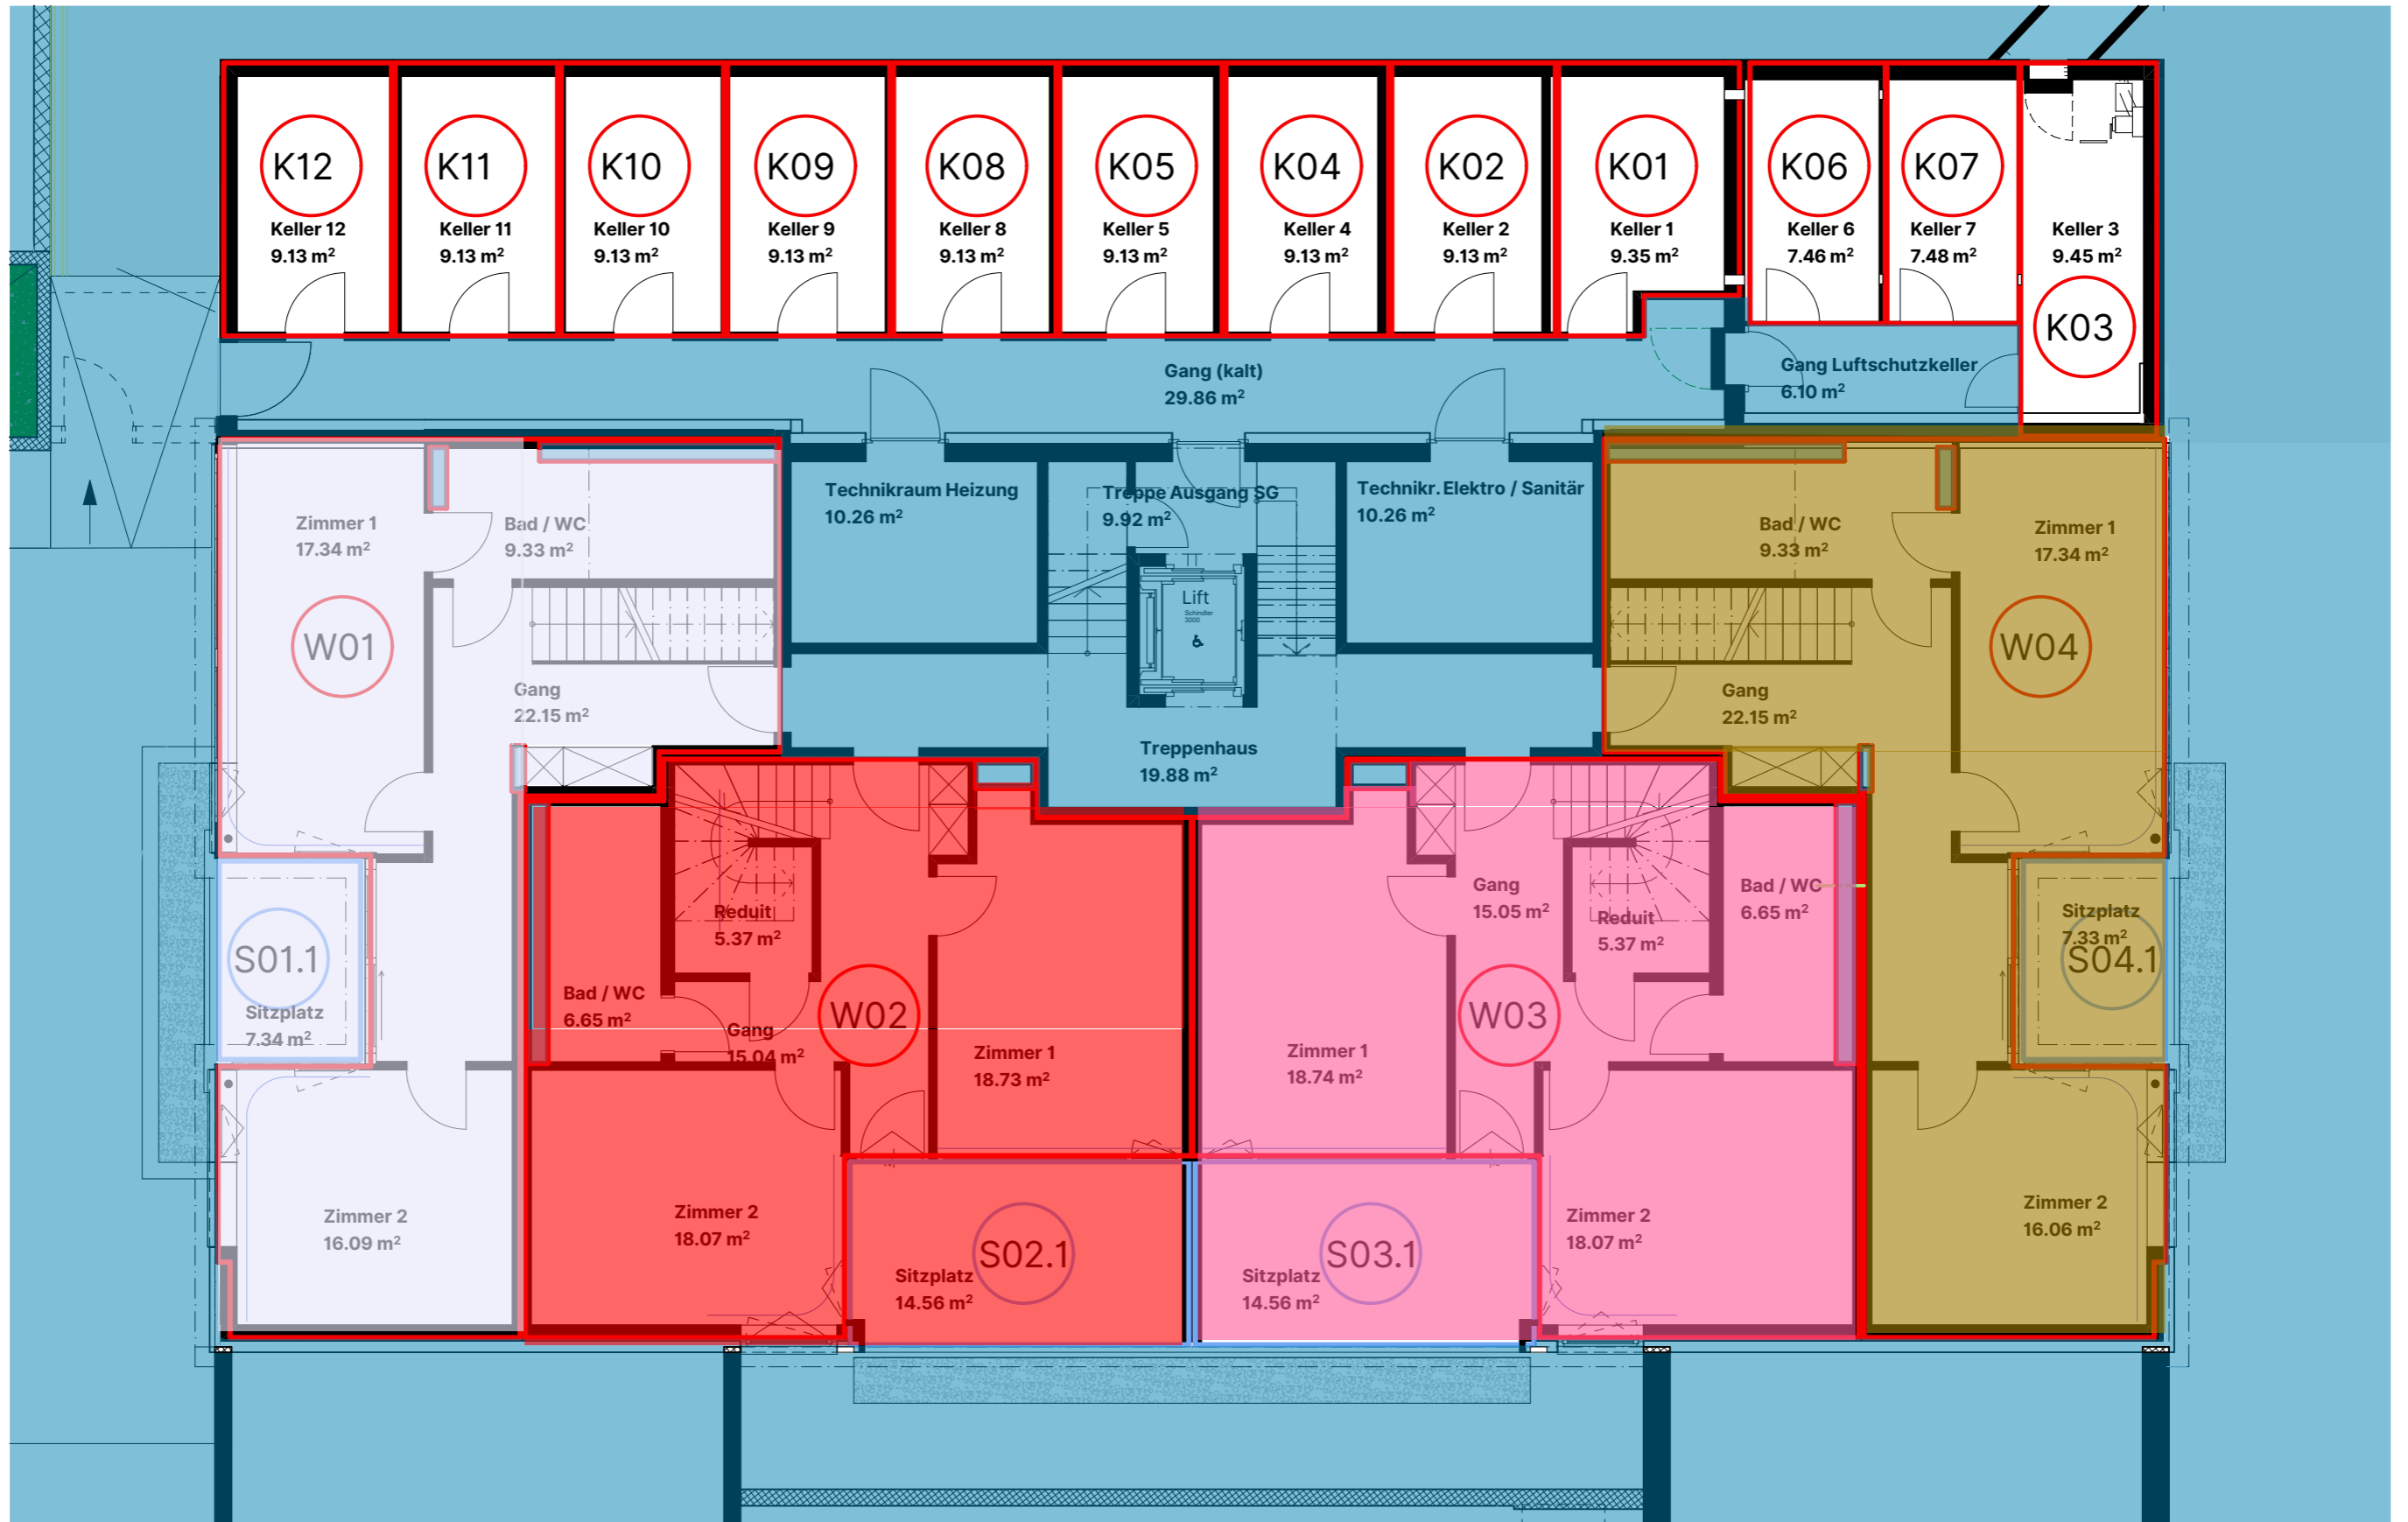 K12
K11
K10
K09
K08
K05
K04
K02
K01
K06
K07
Keller 12
9.13 m²
Keller 11
9.13 m²
Keller 10
9.13 m²
Keller 9
9.13 m²
Keller 8
9.13 m²
Keller 5
9.13 m²
Keller 4
9.13 m²
Keller 2
9.13 m²
Keller 1
9.35 m²
Keller 6
7.46 m²
Keller 7
7.48 m²
Keller 3
9.45 m²
K03
Gang (kalt)
29.86 m²
Gang Luftschutzkeller
6.10 m²
Zimmer 1
17.34 m²
Bad / WC
9.33 m²
Technikraum Heizung
10.26 m²
Treppe Ausgang SG
9.92 m²
Technikr. Elektro / Sanitär
10.26 m²
Bad / WC
9.33 m²
Zimmer 1
17.34 m²
Lift
Schindler
3000
W01
W04
Gang
22.15 m²
Gang
22.15 m²
Treppenhaus
19.88 m²
Reduit
5.37 m²
Gang
15.05 m²
Reduit
5.37 m²
Bad / WC
6.65 m²
Sitzplatz
7.33 m²
S04.1
S01.1
Sitzplatz
7.34 m²
Bad / WC
6.65 m²
W02
Gang
15.04 m²
Zimmer 1
18.73 m²
W03
Zimmer 1
18.74 m²
Zimmer 2
16.09 m²
Zimmer 2
18.07 m²
S02.1
Sitzplatz
14.56 m²
S03.1
Sitzplatz
14.56 m²
Zimmer 2
18.07 m²
Zimmer 2
16.06 m²